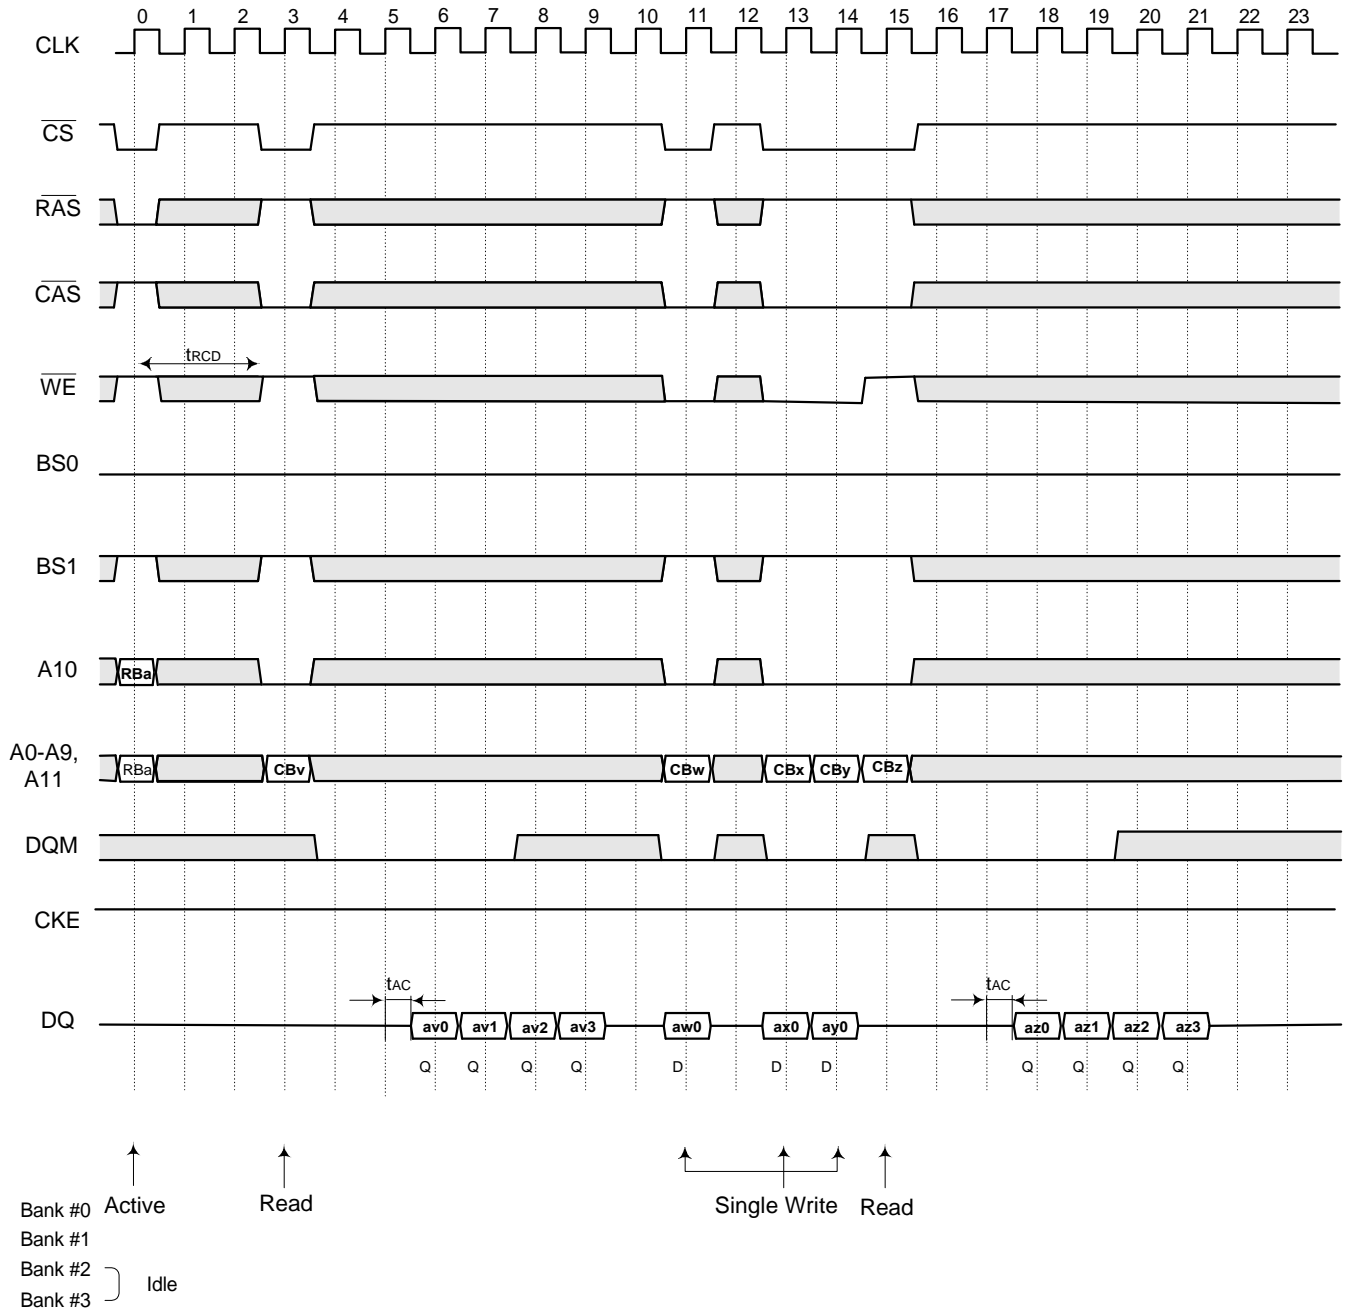 0 1 2 3 4 5 6 7 8 9 10 11 12 13 14 15 16 17 18 19 20 21 22 23
CLK
CS
RAS
CAS
tRCD
WE
BS0
BS1
A10 RBa
A0-A9,
A11
RBa CBv CBw CBx CBy CBz
DQM
CKE
tAC tAC
DQ av0 av1 av2 av3 aw0 ax0 ay0 az0 az1 az2 az3
Q Q Q Q D D D Q Q Q Q
Active Read Single Write Read
Bank #0
Bank #1
Bank #2
Idle
Bank #3